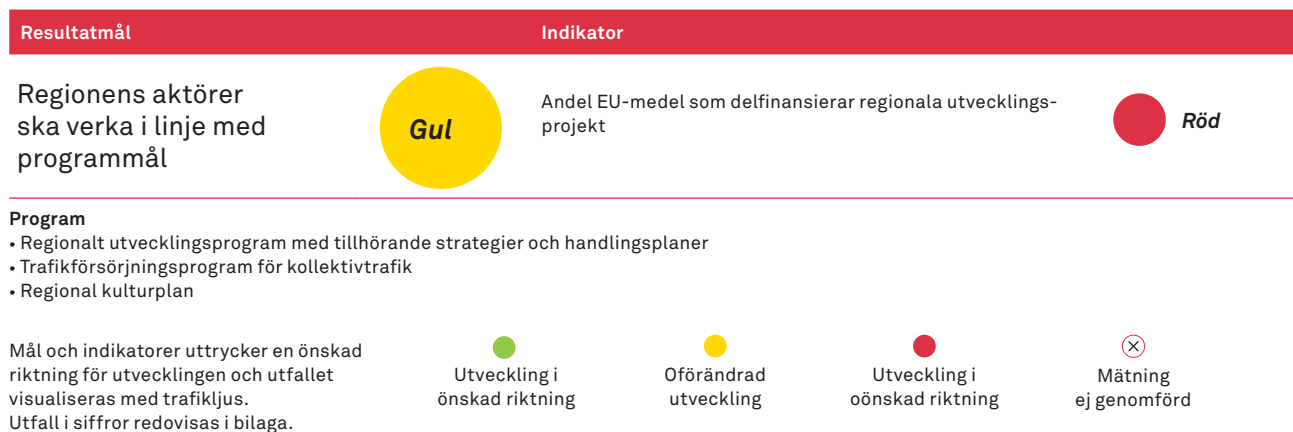 Resultatmål
Indikator
Regionens aktörer
ska verka i linje med
programmål
Gul
Andel EU-medel som delfinansierar regionala utvecklings-
projekt
Röd
Program
• Regionalt utvecklingsprogram med tillhörande strategier och handlingsplaner
• Trafikförsörjningsprogram för kollektivtrafik
• Regional kulturplan
Mål och indikatorer uttrycker en önskad
riktning för utvecklingen och utfallet
visualiseras med trafikljus.
Utfall i siffror redovisas i bilaga.
Utveckling i
önskad riktning
Oförändrad
utveckling
Utveckling i
oönskad riktning
Mätning
ej genomförd